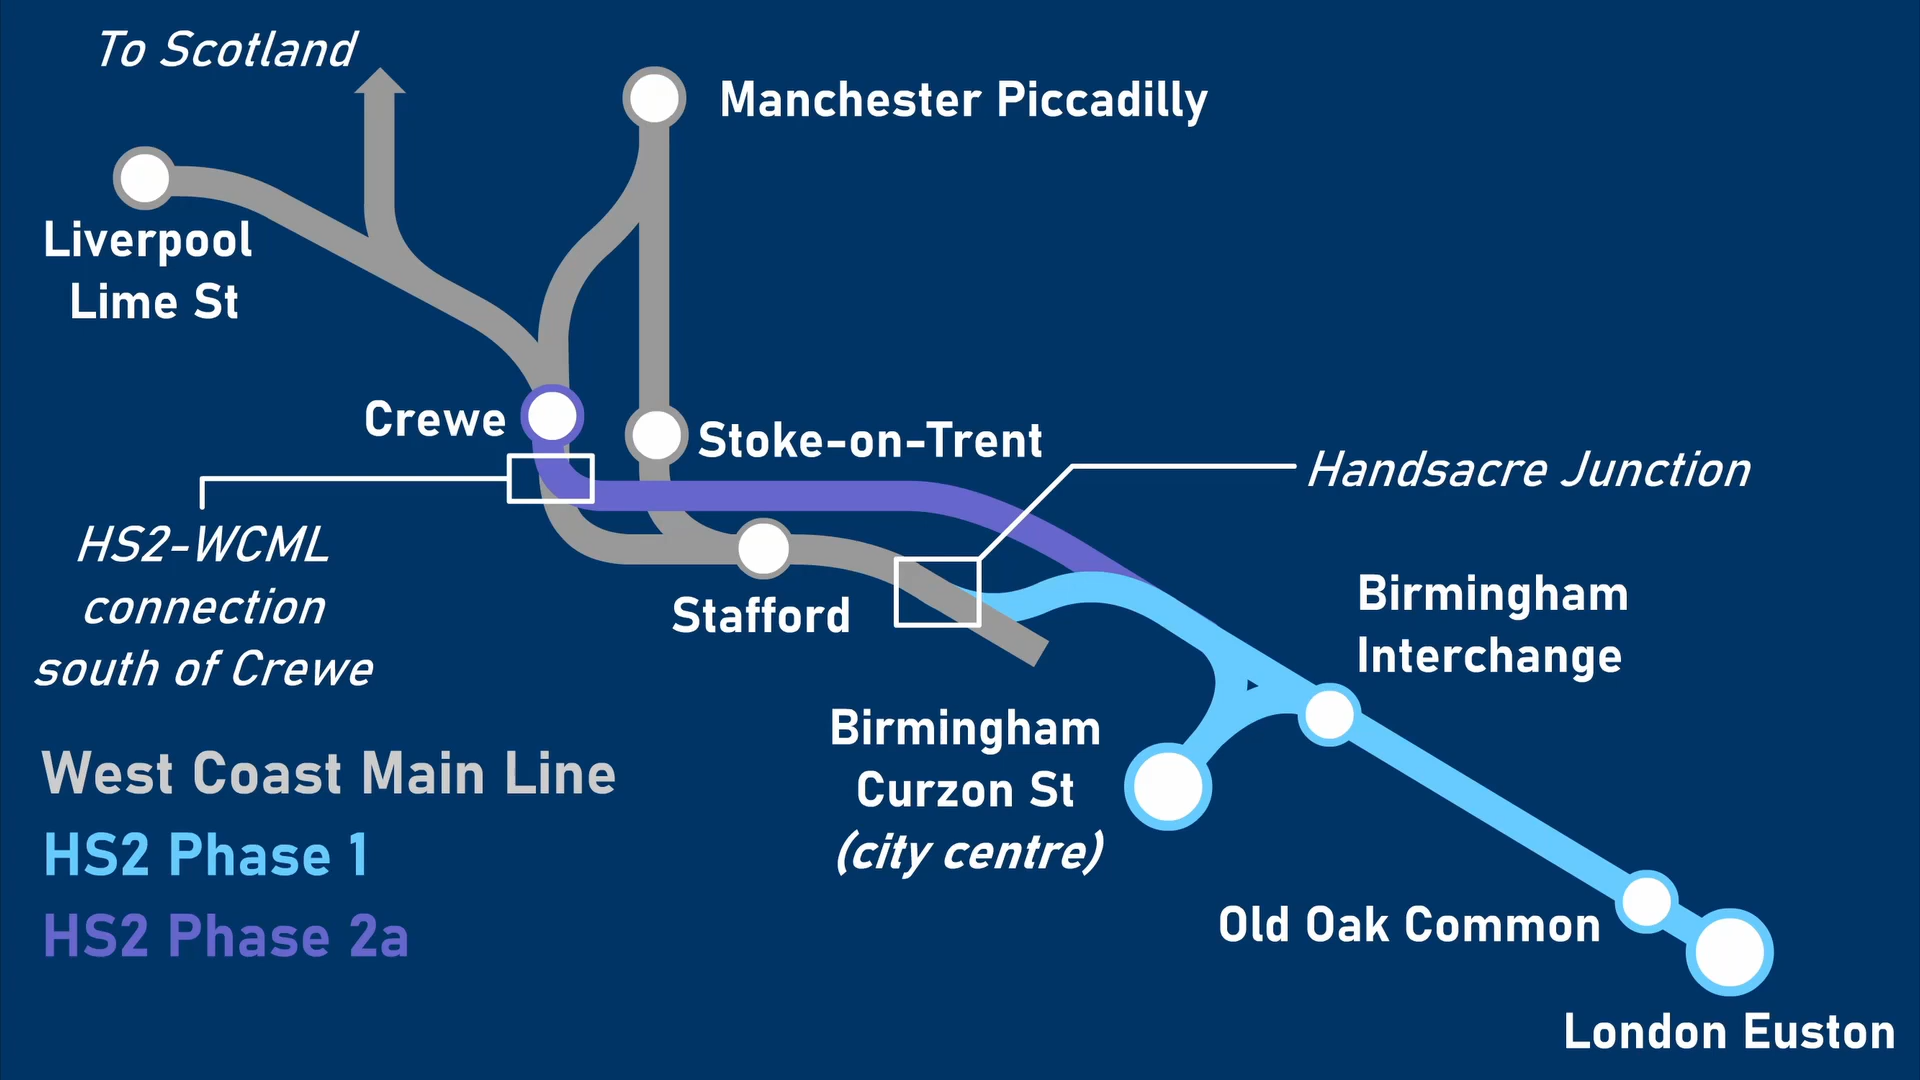 To Scotland
Manchester Piccadilly
Liverpool
Lime St
Crewe
Stoke-on-Trent
Handsacre Junction
HS2-WCML
connection
south of Crewe
Stafford
Birmingham
Interchange
Birmingham
Curzon St
(city centre)
West Coast Main Line
HS2 Phase 1
HS2 Phase 2a
Old Oak Common
London Euston